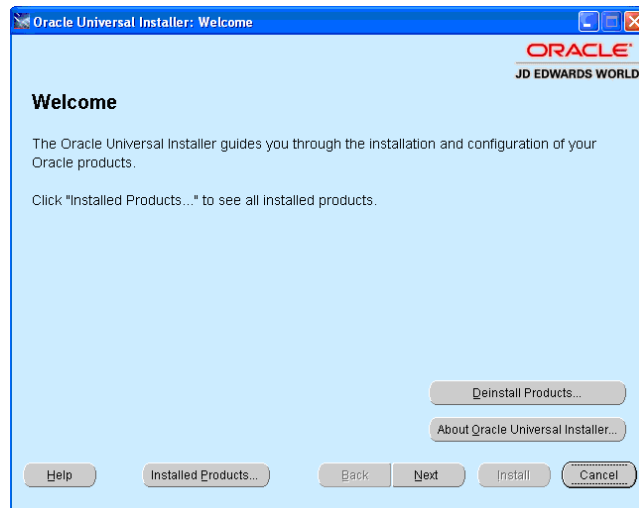 Oracle Universal Installer: Welcome
ORACLE
JD EDWARDS WORLD
Welcome
The Oracle Universal Installer guides you through the installation and configuration of your
Oracle products.
Click "Installed Products..." to see all installed products.
Deinstall Products...
About Oracle Universal Installer...
Help Installed Products... Back Next Install Cancel